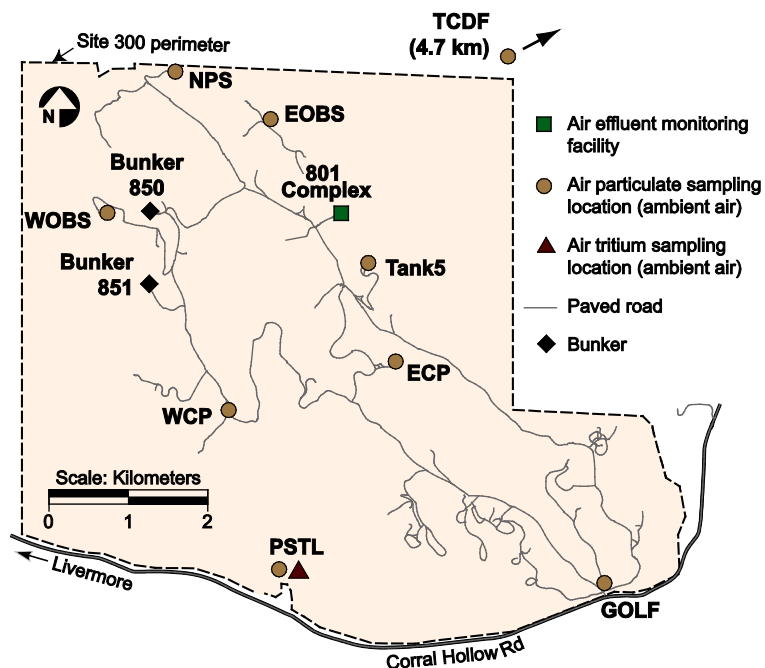 TCDF
(4.7 km)
Site 300 perimeter
NPS
N
EOBS
Air effluent monitoring
facility
Bunker
850
801
Complex
Air particulate sampling
location (ambient air)
WOBS
Air tritium sampling
location (ambient air)
Bunker
851
Tank5
Paved road
Bunker
ECP
WCP
Scale: Kilometers
0 1 2
PSTL
Livermore
GOLF
Corral Hollow Rd